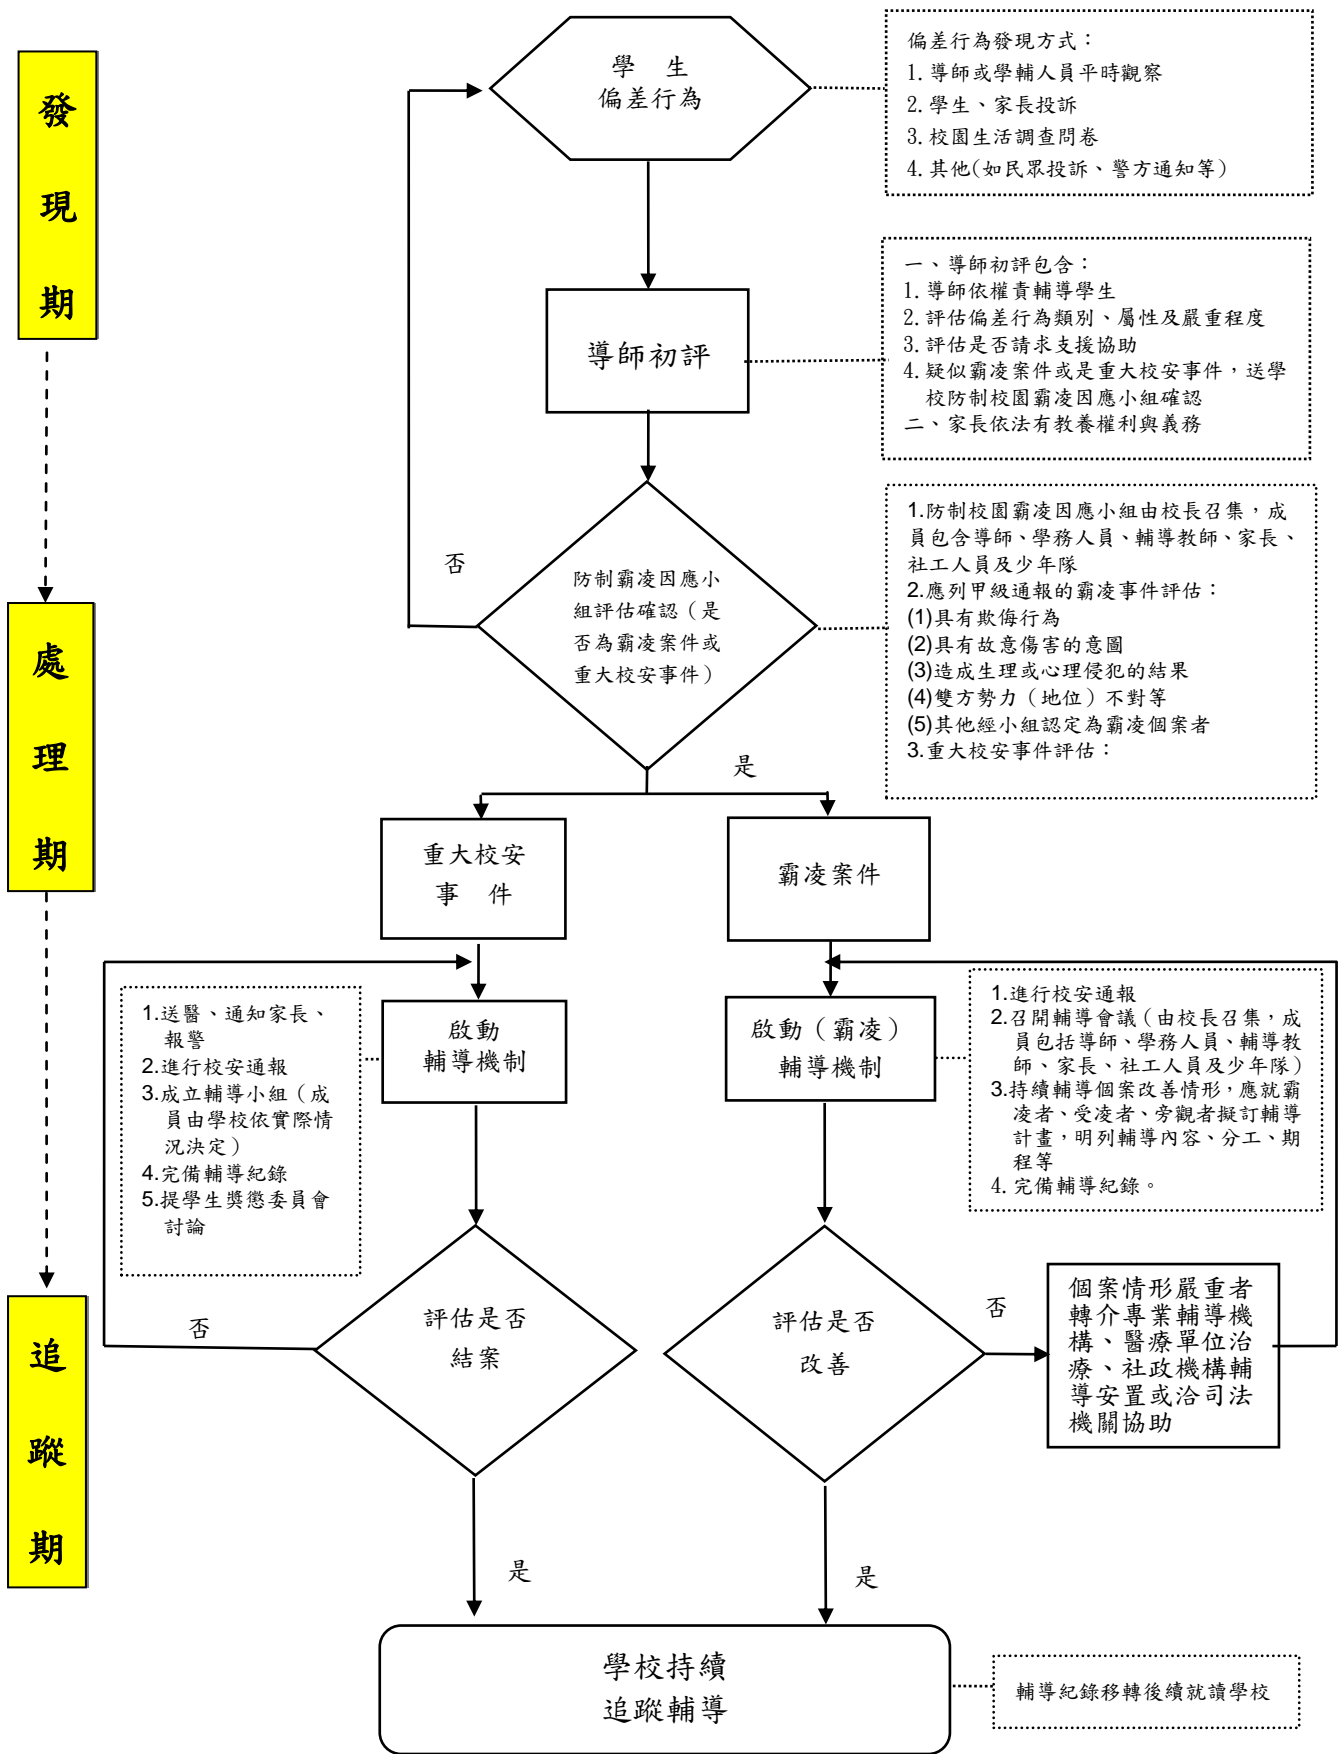 發現期
處理期
追蹤期
學 生
偏差行為
偏差行為發現方式：
1. 導師或學輔人員平時觀察
2. 學生、家長投訴
3. 校園生活調查問卷
4. 其他(如民眾投訴、警方通知等)
導師初評
一、導師初評包含：
1. 導師依權責輔導學生
2. 評估偏差行為類別、屬性及嚴重程度
3. 評估是否請求支援協助
4. 疑似霸凌案件或是重大校安事件，送學
校防制校園霸凌因應小組確認
二、家長依法有教養權利與義務
防制霸凌因應小
組評估確認（是
否為霸凌案件或
重大校安事件）
否
是
1.防制校園霸凌因應小組由校長召集，成
員包含導師、學務人員、輔導教師、家長、
社工人員及少年隊
2.應列甲級通報的霸凌事件評估：
(1)具有欺侮行為
(2)具有故意傷害的意圖
(3)造成生理或心理侵犯的結果
(4)雙方勢力（地位）不對等
(5)其他經小組認定為霸凌個案者
3.重大校安事件評估：
重大校安
事 件
霸凌案件
1.送醫、通知家長、
報警
2.進行校安通報
3.成立輔導小組（成
員由學校依實際情
況決定）
4.完備輔導紀錄
5.提學生獎懲委員會
討論
啟動
輔導機制
啟動（霸凌）
輔導機制
1.進行校安通報
2.召開輔導會議（由校長召集，成
員包括導師、學務人員、輔導教
師、家長、社工人員及少年隊）
3.持續輔導個案改善情形，應就霸
凌者、受凌者、旁觀者擬訂輔導
計畫，明列輔導內容、分工、期
程等
4. 完備輔導紀錄。
評估是否
結案
否
是
評估是否
改善
否
是
個案情形嚴重者
轉介專業輔導機
構、醫療單位治
療、社政機構輔
導安置或洽司法
機關協助
學校持續
追蹤輔導
輔導紀錄移轉後續就讀學校